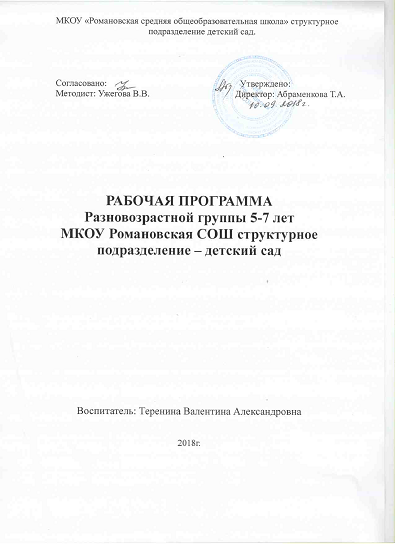 МКОУ «Романовская средняя общеобразовательная школа» структурное
подразделение детский сад.
Согласовано: Утверждено:
Методист: Ужегова В.В. Директор: Абраменкова Т.А.
10.09.2018г.
РАБОЧАЯ ПРОГРАММА
Разновозрастной группы 5-7 лет
МКОУ Романовская СОШ структурное
подразделение – детский сад
Воспитатель: Теренина Валентина Александровна
2018г.